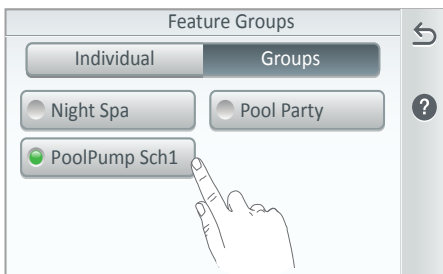 Feature Groups
Individual Groups
Night Spa Pool Party
PoolPump Sch1
?